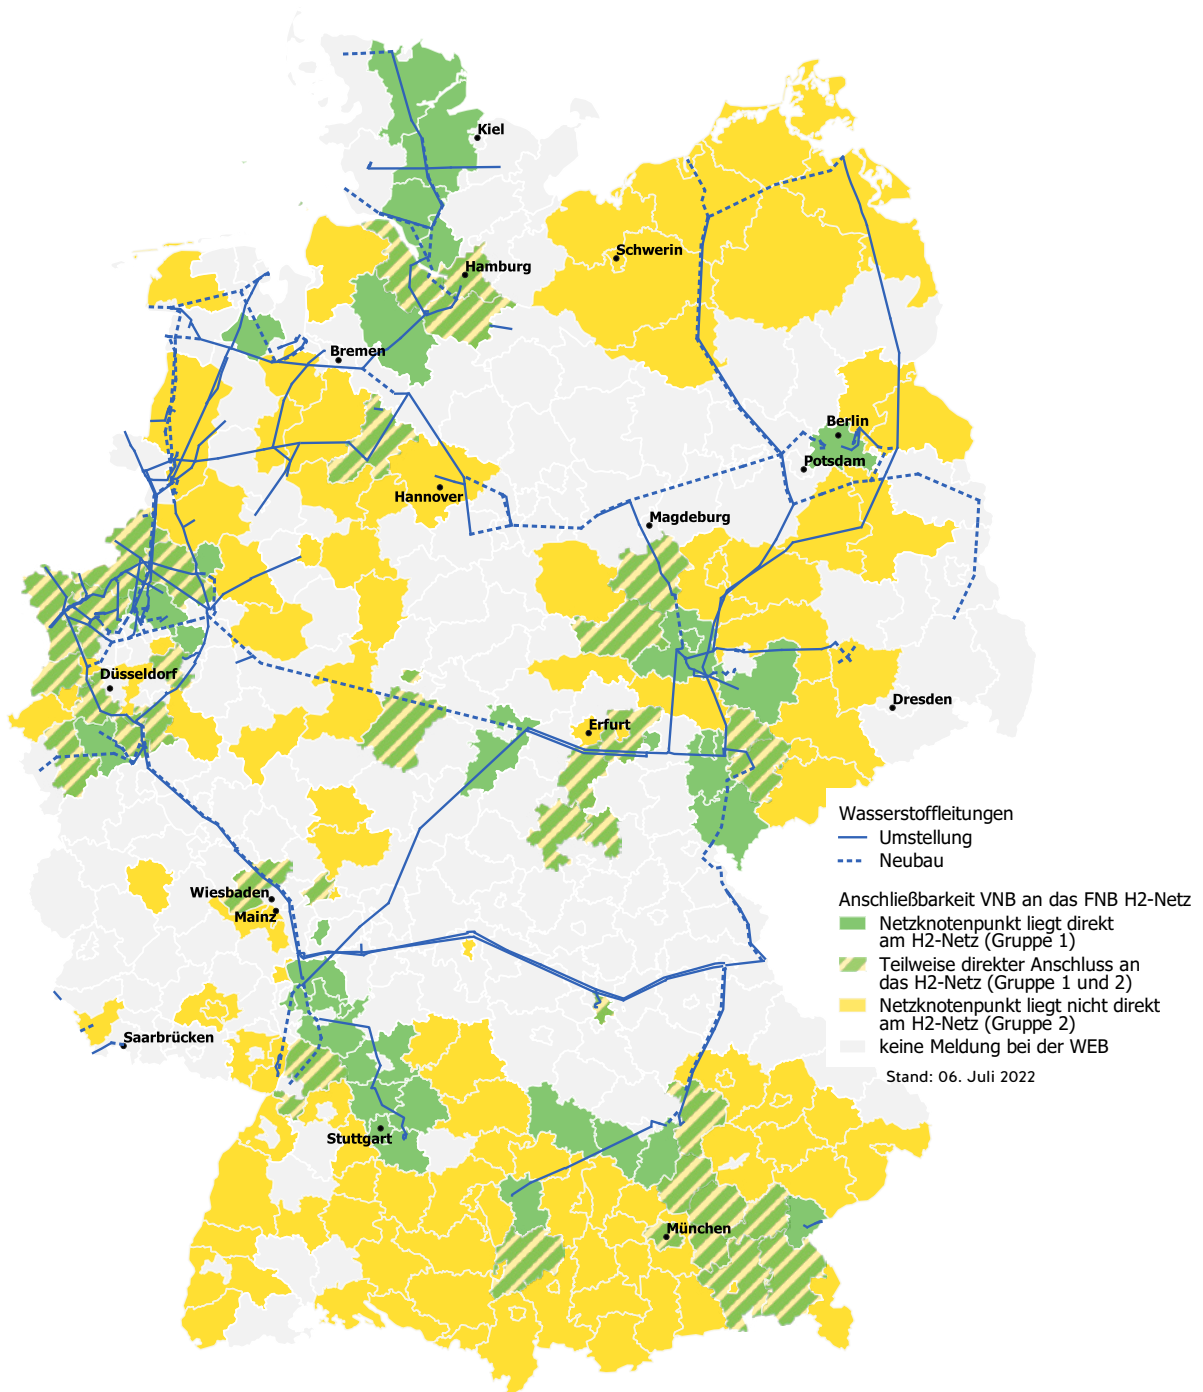 Kiel
Schwerin
Hamburg
Bremen
Berlin
Potsdam
Hannover
Magdeburg
Düsseldorf
Dresden
Erfurt
Wiesbaden
Mainz
Saarbrücken
Stuttgart
München
Wasserstoffleitungen
Umstellung
Neubau
Anschließbarkeit VNB an das FNB H2-Netz
Netzknotenpunkt liegt direkt
am H2-Netz (Gruppe 1)
Teilweise direkter Anschluss an
das H2-Netz (Gruppe 1 und 2)
Netzknotenpunkt liegt nicht direkt
am H2-Netz (Gruppe 2)
keine Meldung bei der WEB
Stand: 06. Juli 2022